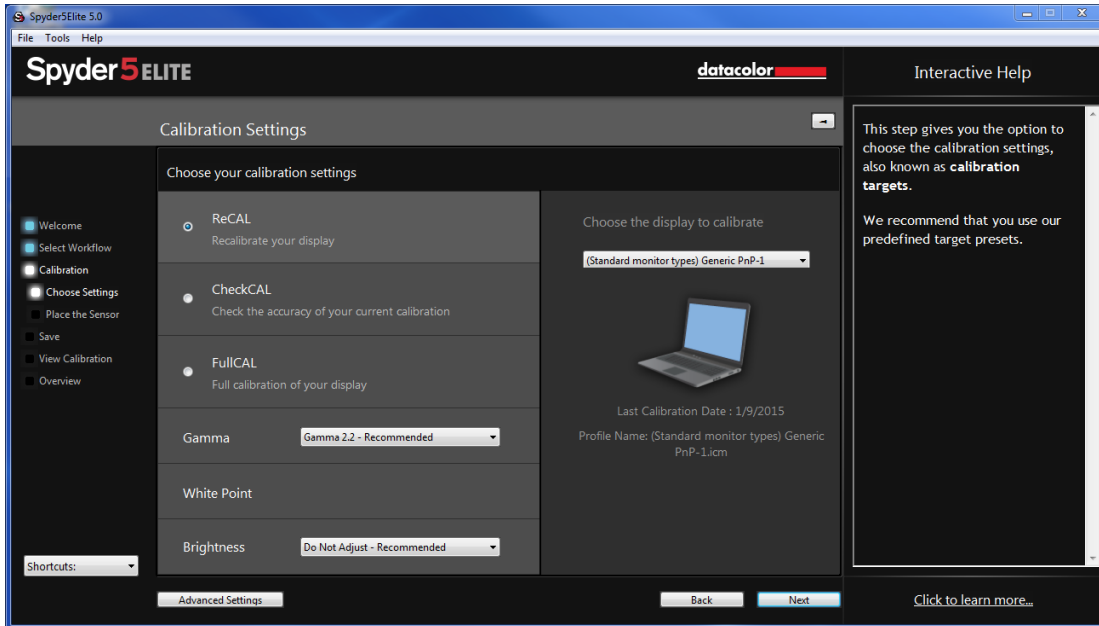 Spyder5Elite 5.0
File Tools Help
Spyder5ELITE
datacolor
Interactive Help
Calibration Settings
Choose your calibration settings
Welcome
Select Workflow
Calibration
Choose Settings
Place the Sensor
Save
View Calibration
Overview
Shortcuts:
ReCAL
Recalibrate your display
CheckCAL
Check the accuracy of your current calibration
FullCAL
Full calibration of your display
Gamma
Gamma 2.2 - Recommended
White Point
Brightness
Do Not Adjust - Recommended
Choose the display to calibrate
(Standard monitor types) Generic PnP-1
Last Calibration Date : 1/9/2015
Profile Name: (Standard monitor types) Generic
PnP-1.icm
This step gives you the option to
choose the calibration settings,
also known as calibration
targets.
We recommend that you use our
predefined target presets.
Advanced Settings
Back
Next
Click to learn more...